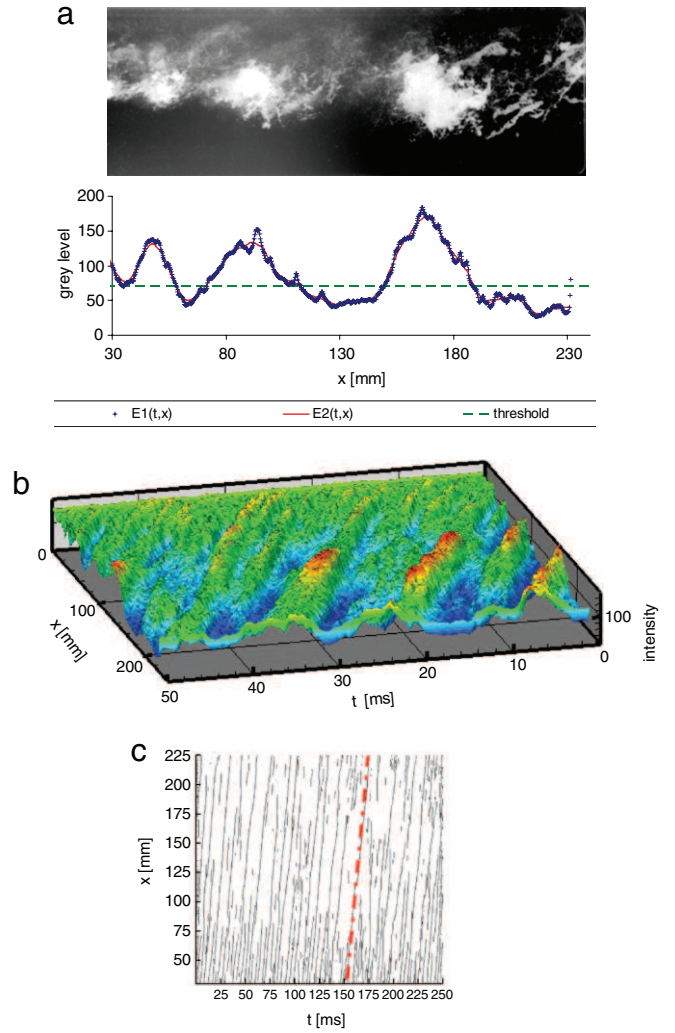 a
200
150
100
50
0
grey level
30 80 130 180 230
x [mm]
E1(t,x) E2(t,x) threshold
b
0
100
200
x [mm]
50 40 30 20 10 0
t [ms]
100
intensity
c
225
200
175
150
125
100
75
50
x [mm]
25 50 75 100 125 150 175 200 225 250
t [ms]